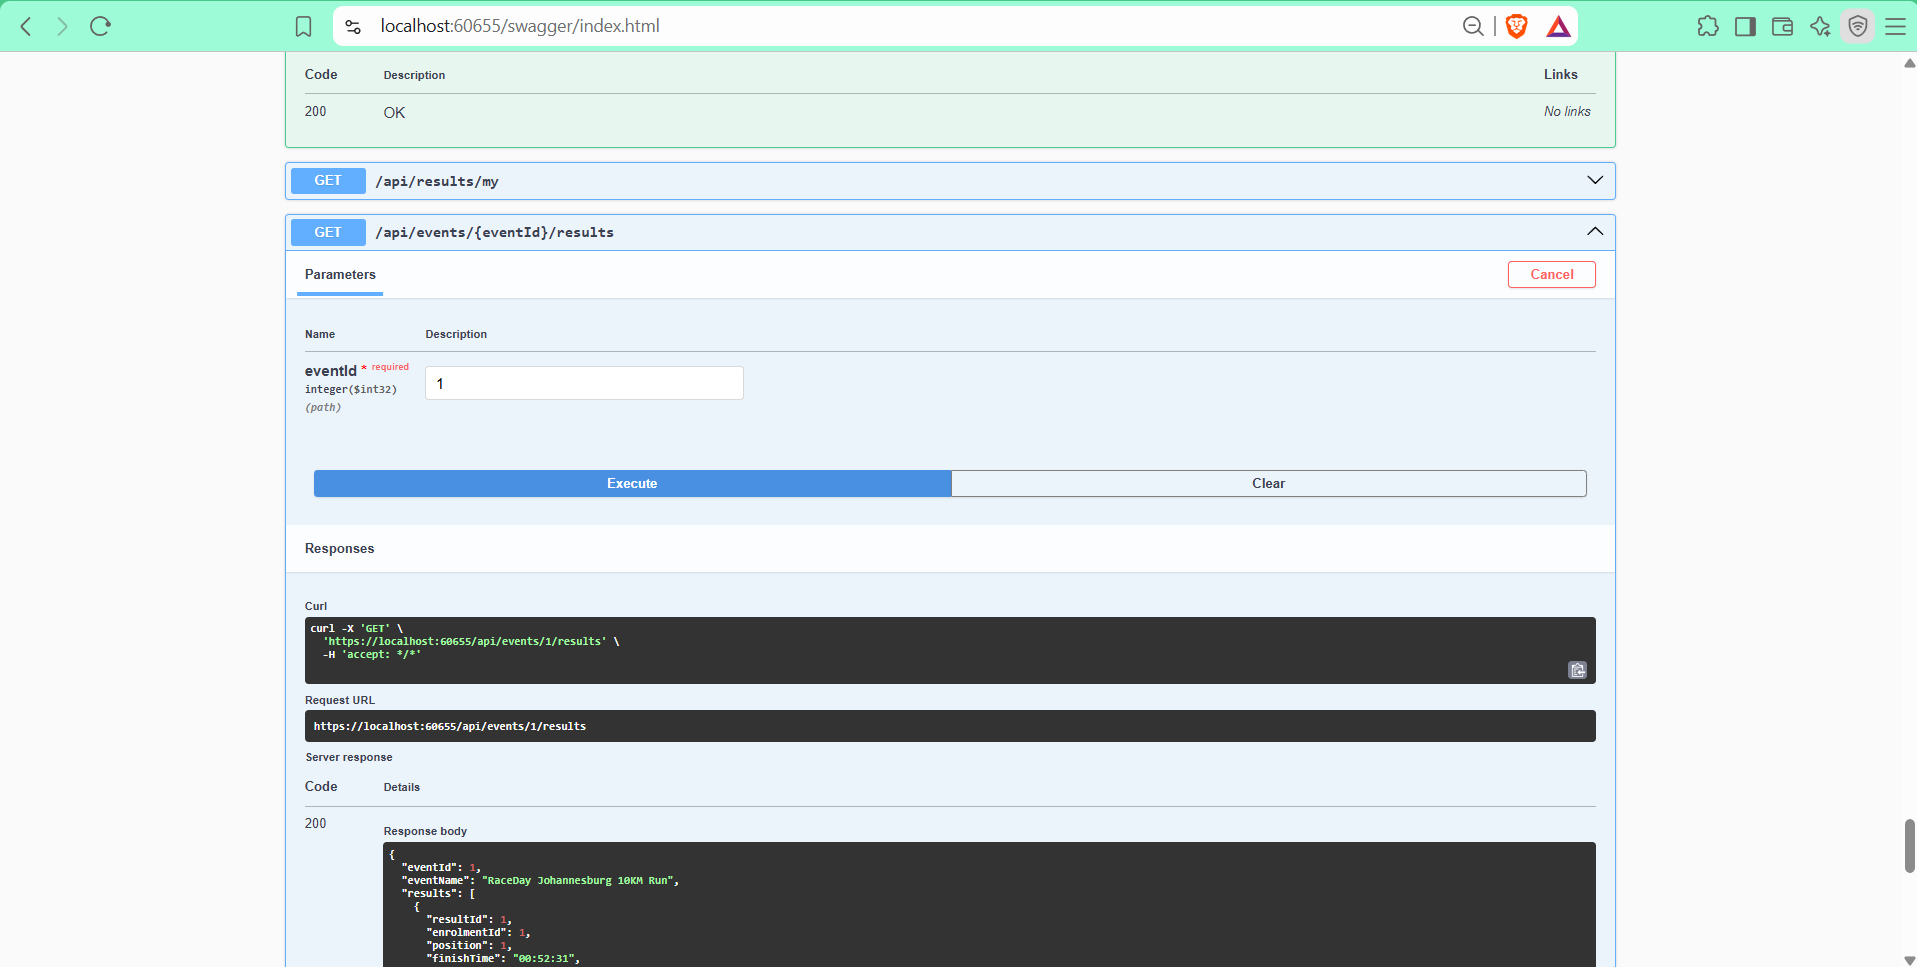 localhost:60655/swagger/index.html
Code Description Links
200 OK No links
GET /api/results/my
GET /api/events/{eventId}/results
Parameters Cancel
Name Description
eventId * required
integer($int32)
(path)
1
Execute Clear
Responses
Curl
curl -X 'GET' \
'https://localhost:60655/api/events/1/results' \
-H 'accept: */*'
Request URL
https://localhost:60655/api/events/1/results
Server response
Code Details
200
Response body
{
"eventId": 1,
"eventName": "RaceDay Johannesburg 10KM Run",
"results": [
{
"resultId": 1,
"enrolmentId": 1,
"position": 1,
"finishTime": "00:52:31",